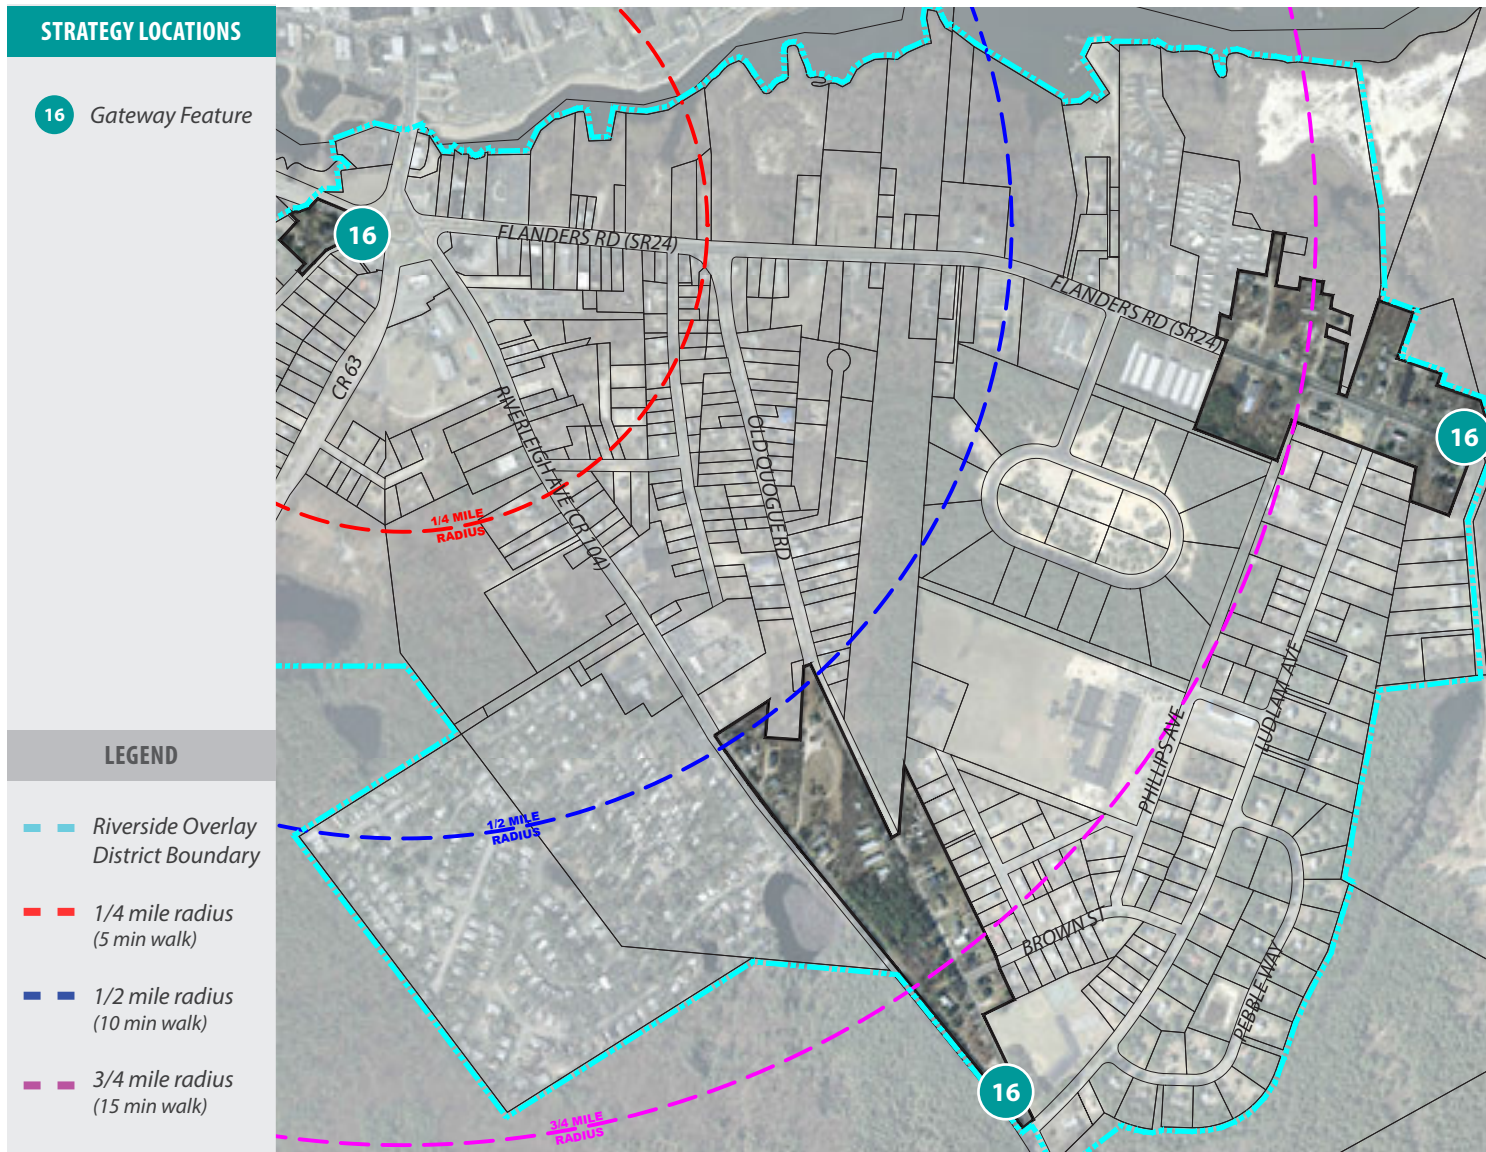 STRATEGY LOCATIONS
16 Gateway Feature
LEGEND
Riverside Overlay
District Boundary
1/4 mile radius
(5 min walk)
1/2 mile radius
(10 min walk)
3/4 mile radius
(15 min walk)
16
FLANDERS RD (SR24)
FLANDERS RD (SR24)
CR 63
RIVERLEIGH AVE (CR 104)
OLD QUOGUE RD
16
1/4 MILE
RADIUS
PHILLIPS AVE
LUDLAM AVE
1/2 MILE
RADIUS
BROWN ST
PEBBLE WAY
16
3/4 MILE
RADIUS